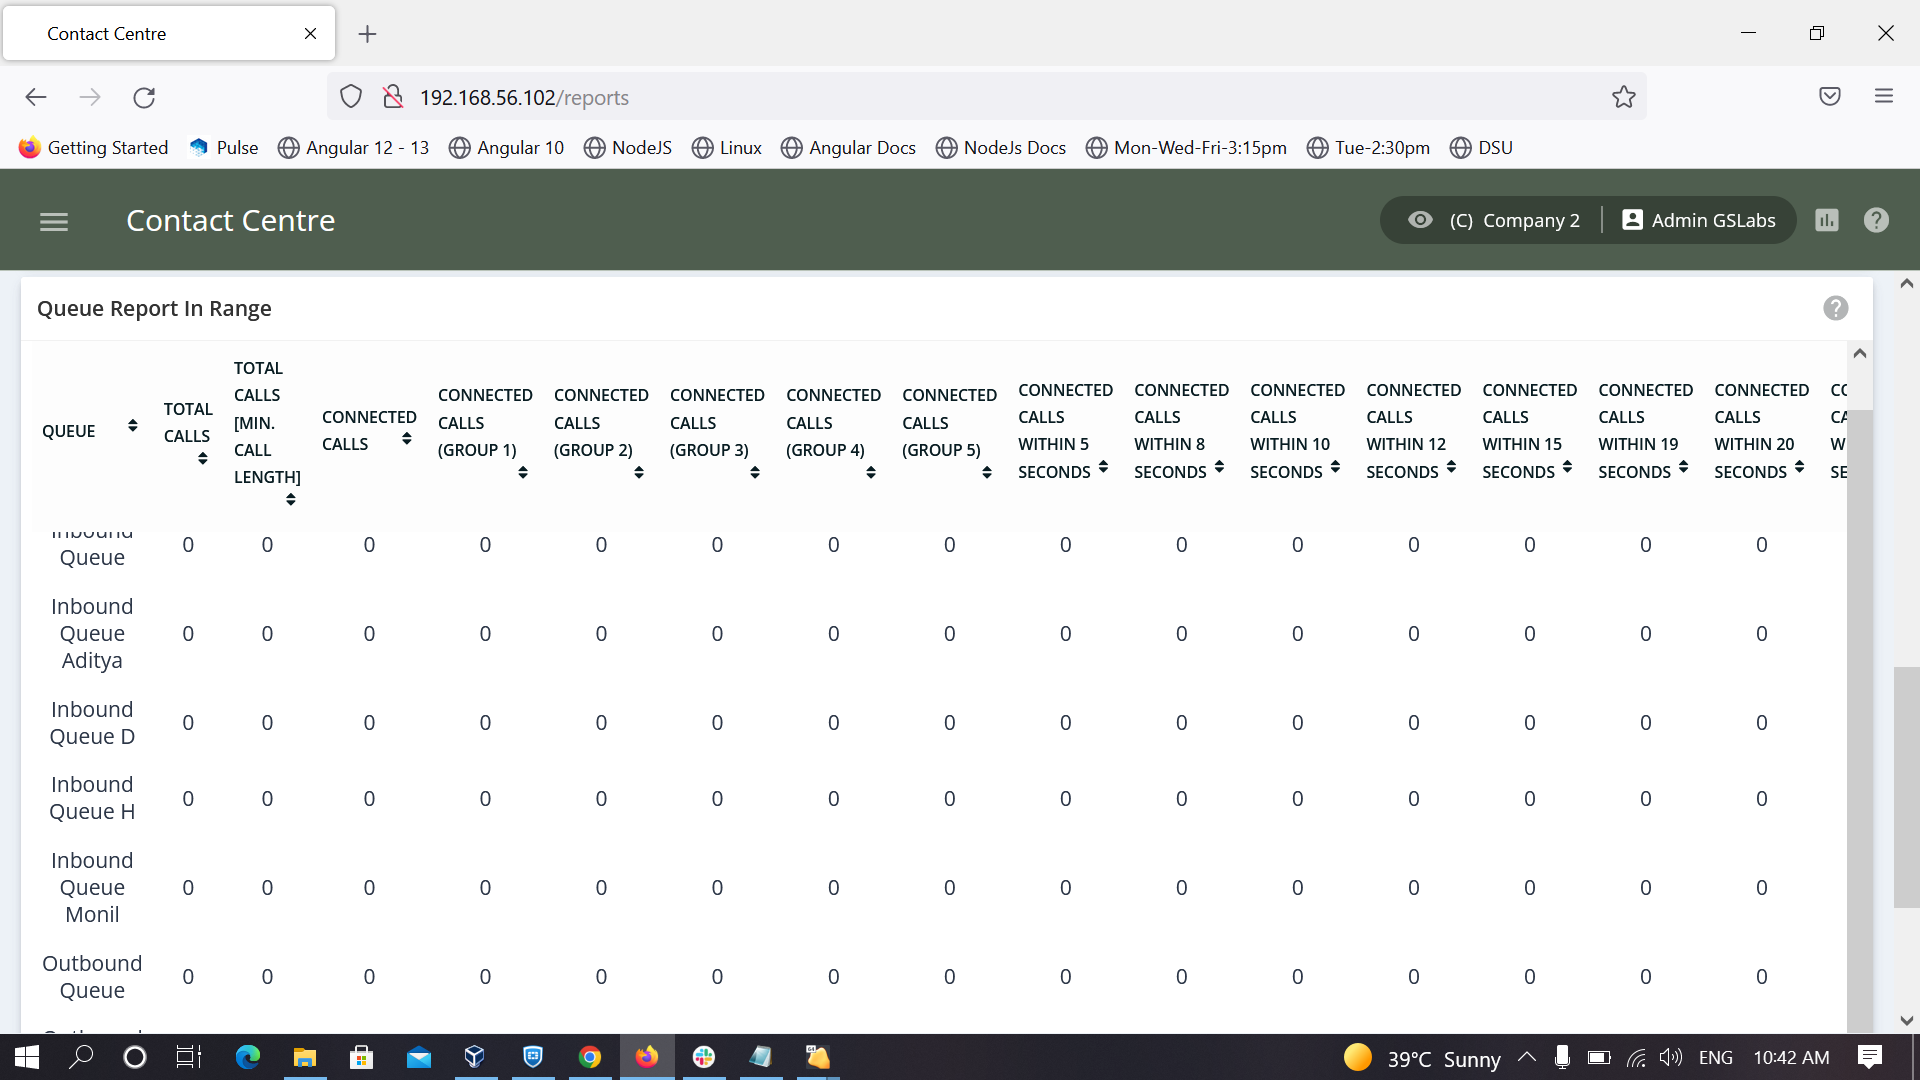 Contact Centre
192.168.56.102/reports
Getting Started Pulse Angular 12 - 13 Angular 10 NodeJS Linux Angular Docs NodeJs Docs Mon-Wed-Fri-3:15pm Tue-2:30pm DSU
Contact Centre
(C) Company 2 Admin GSLabs
Queue Report In Range
QUEUE
TOTAL
CALLS
TOTAL
CALLS
[MIN.
CALL
LENGTH]
CONNECTED
CALLS
CONNECTED
CALLS
(GROUP 1)
CONNECTED
CALLS
(GROUP 2)
CONNECTED
CALLS
(GROUP 3)
CONNECTED
CALLS
(GROUP 4)
CONNECTED
CALLS
(GROUP 5)
CONNECTED
CALLS
WITHIN 5
SECONDS
CONNECTED
CALLS
WITHIN 8
SECONDS
CONNECTED
CALLS
WITHIN 10
SECONDS
CONNECTED
CALLS
WITHIN 12
SECONDS
CONNECTED
CALLS
WITHIN 15
SECONDS
CONNECTED
CALLS
WITHIN 19
SECONDS
CONNECTED
CALLS
WITHIN 20
SECONDS
Inbound
Queue
0 0 0 0 0 0 0 0 0 0 0 0 0 0 0
Inbound
Queue
Aditya
0 0 0 0 0 0 0 0 0 0 0 0 0 0 0
Inbound
Queue D
0 0 0 0 0 0 0 0 0 0 0 0 0 0 0
Inbound
Queue H
0 0 0 0 0 0 0 0 0 0 0 0 0 0 0
Inbound
Queue
Monil
0 0 0 0 0 0 0 0 0 0 0 0 0 0 0
Outbound
Queue
0 0 0 0 0 0 0 0 0 0 0 0 0 0 0
39°C Sunny ENG 10:42 AM